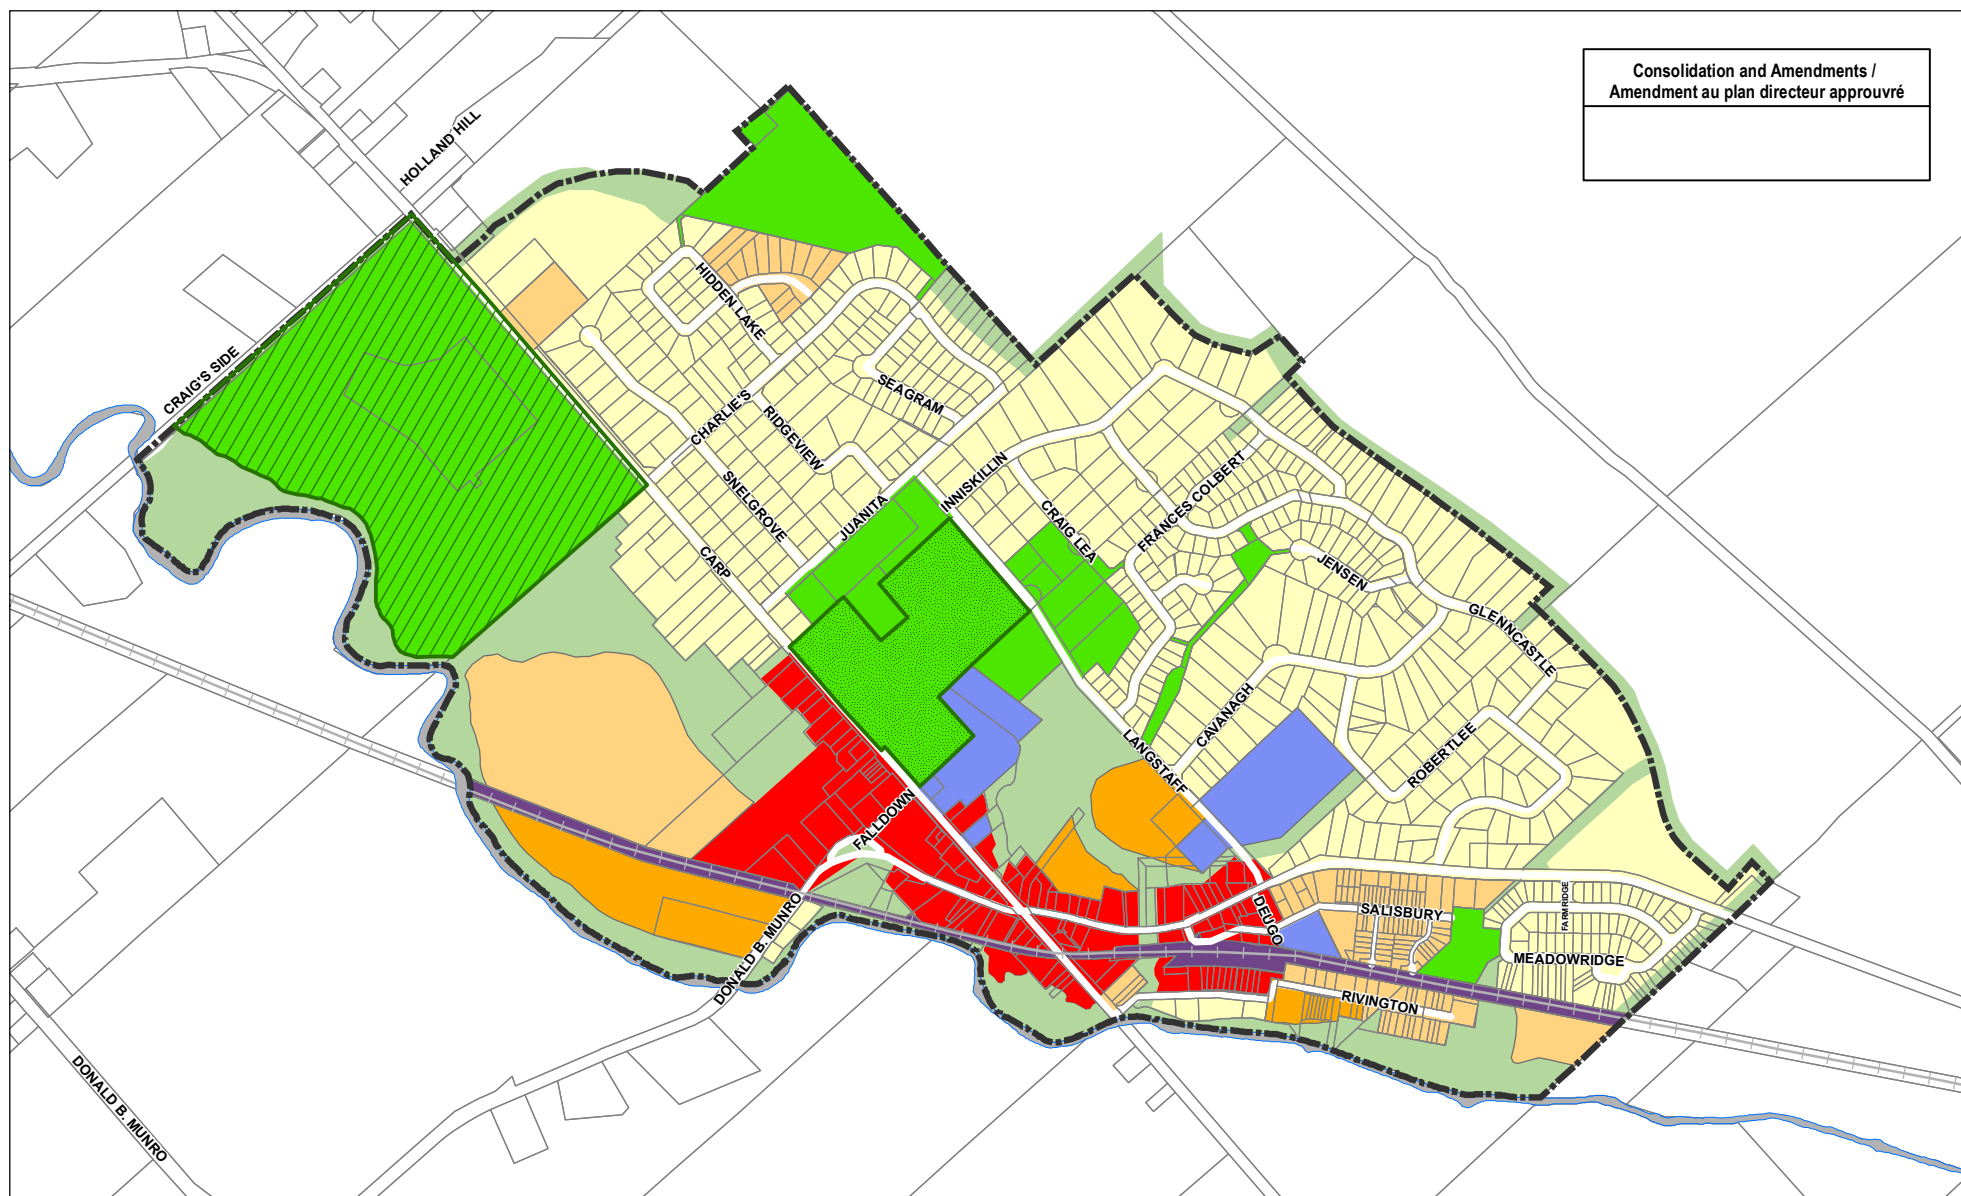 Consolidation and Amendments /
Amendment au plan directeur approuvré
HOLLAND HILL
CRAIG'S SIDE
HIDDEN LAKE
SEAGRAM
CHARLIE'S
RIDGEVIEW
SNELGROVE
JUANITA
INNISKILLIN
CARP
CRAIG LEA
FRANCES COLBERT
JENSEN
GLENNCASTLE
CAVANAGH
LANGSTAFF
ROBERTLEE
FALLDOWN
DONALD B. MUNRO
DEUGO
SALISBURY
FARMRIDGE
MEADOWRIDGE
RIVINGTON
DONALD B. MUNRO